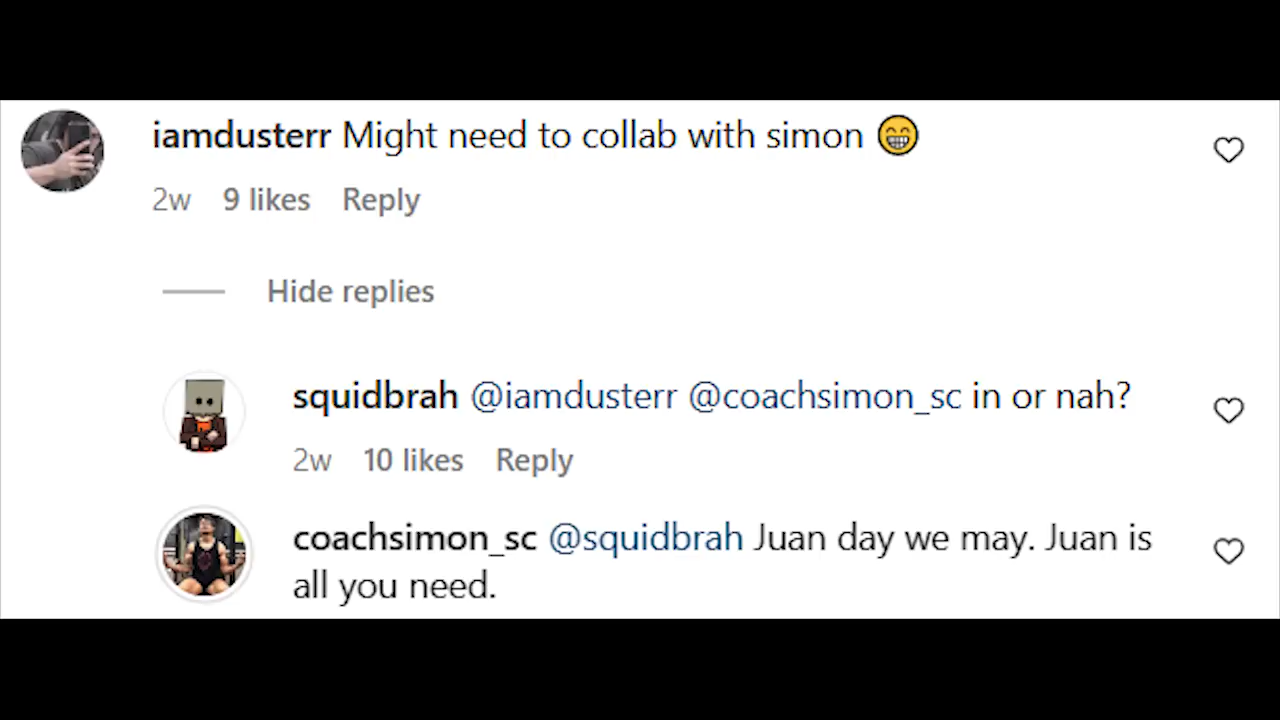 iamdusterr Might need to collab with simon 😁
2w 9 likes Reply
Hide replies
squidbrah @iamdusterr @coachsimon_sc in or nah?
2w 10 likes Reply
coachsimon_sc @squidbrah Juan day we may. Juan is
all you need.